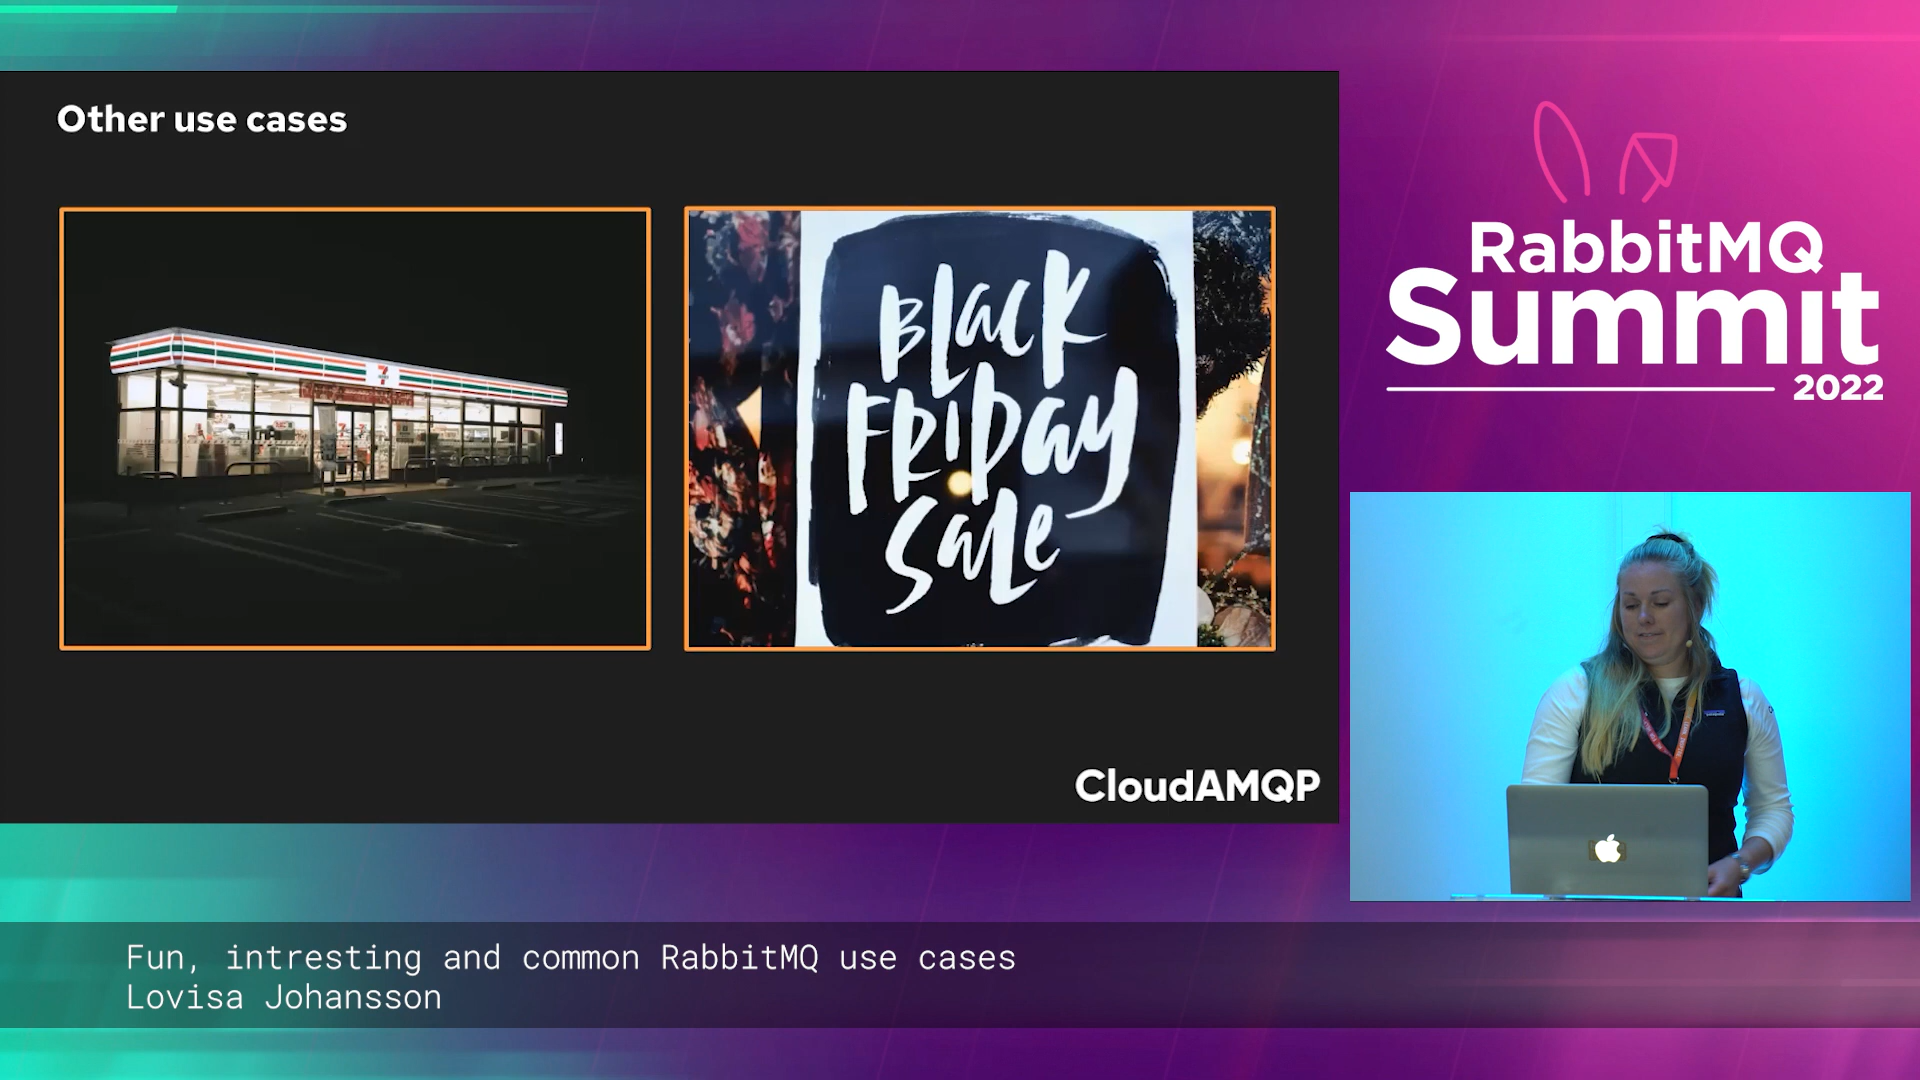 Other use cases
7
BLack
FRiDay
SaLe
CloudAMQP
RabbitMQ
Summit
2022
Fun, intresting and common RabbitMQ use cases
Lovisa Johansson